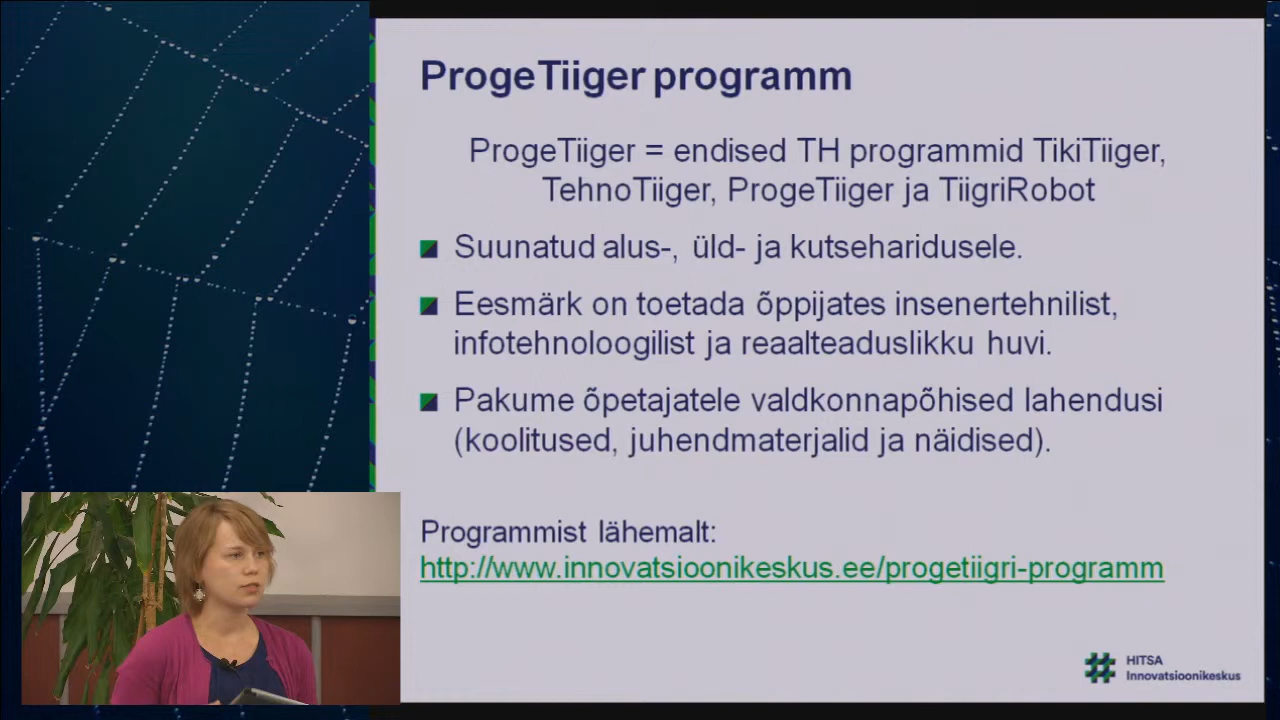 ProgeTiiger programm
ProgeTiiger = endised TH programmid TikiTiiger,
TehnoTiiger, ProgeTiiger ja TiigriRobot
Suunatud alus-, üld- ja kutseharidusele.
Eesmärk on toetada õppijates insenertehnilist,
infotehnoloogilist ja reaalteaduslikku huvi.
Pakume õpetajatele valdkonnapõhised lahendusi
(koolitused, juhendmaterjalid ja näidised).
Programmist lähemalt:
http://www.innovatsioonikeskus.ee/progetiigri-programm
HITSA
Innovatsioonikeskus